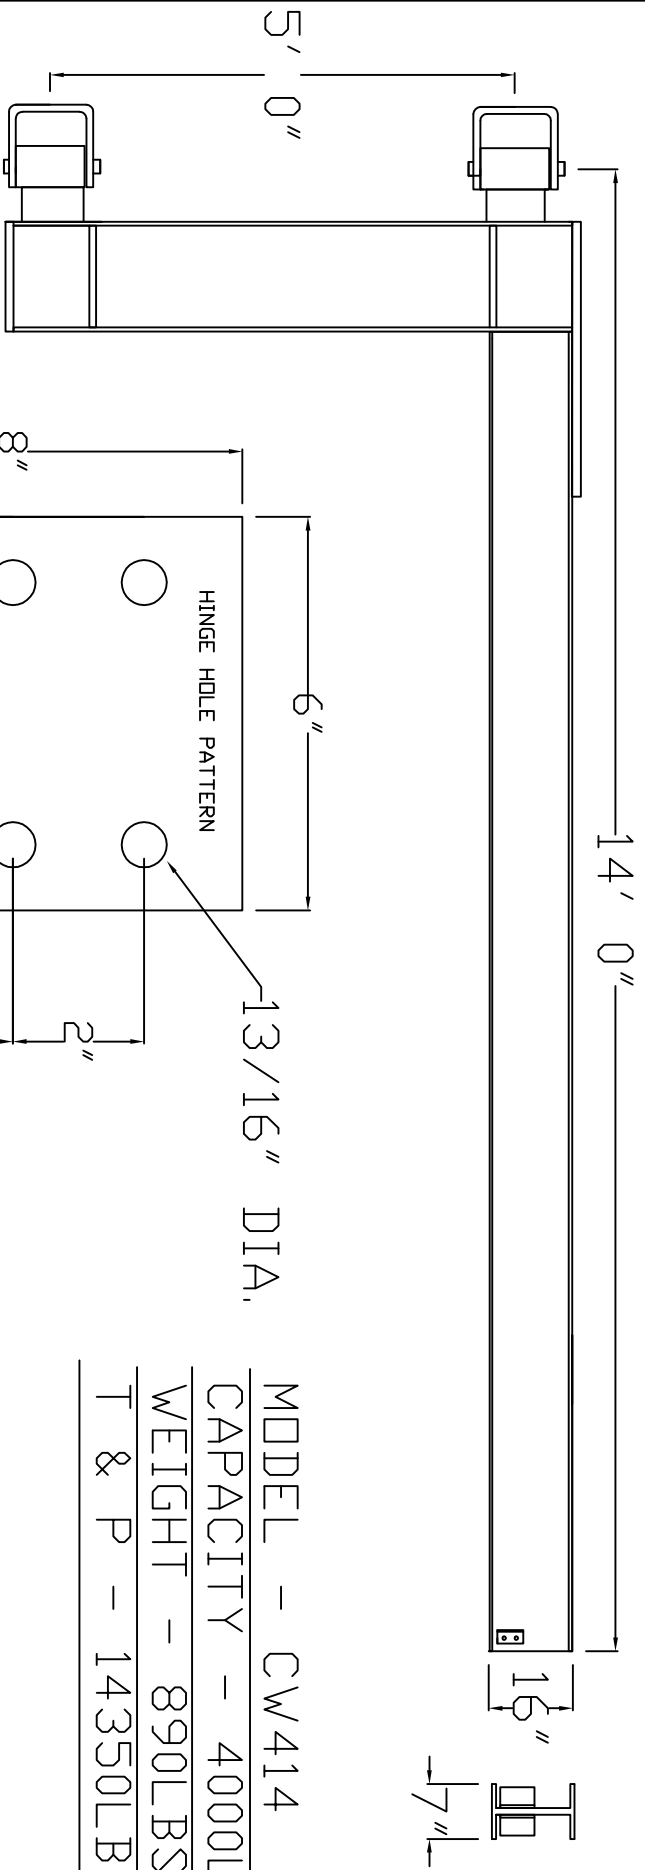 5' 0"
14' 0"
8"
HINGE HOLE PATTERN
6"
2"
13/16" DIA.
16"
7"
MODEL - CW414
CAPACITY - 4000L
WEIGHT - 890LBS
T & P - 14350LB